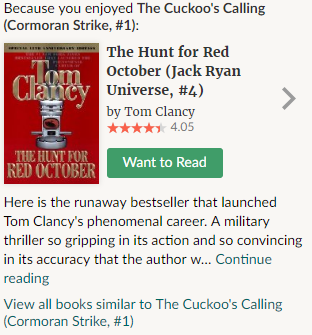 Because you enjoyed The Cuckoo's Calling
(Cormoran Strike, #1):
SPECIAL 15TH ANNIVERSARY EDITION
Tom
Clancy
THE HUNT FOR
RED OCTOBER
The Hunt for Red
October (Jack Ryan
Universe, #4)
by Tom Clancy
4.05
Want to Read
Here is the runaway bestseller that launched
Tom Clancy's phenomenal career. A military
thriller so gripping in its action and so convincing
in its accuracy that the author w... Continue
reading
View all books similar to The Cuckoo's Calling
(Cormoran Strike, #1)